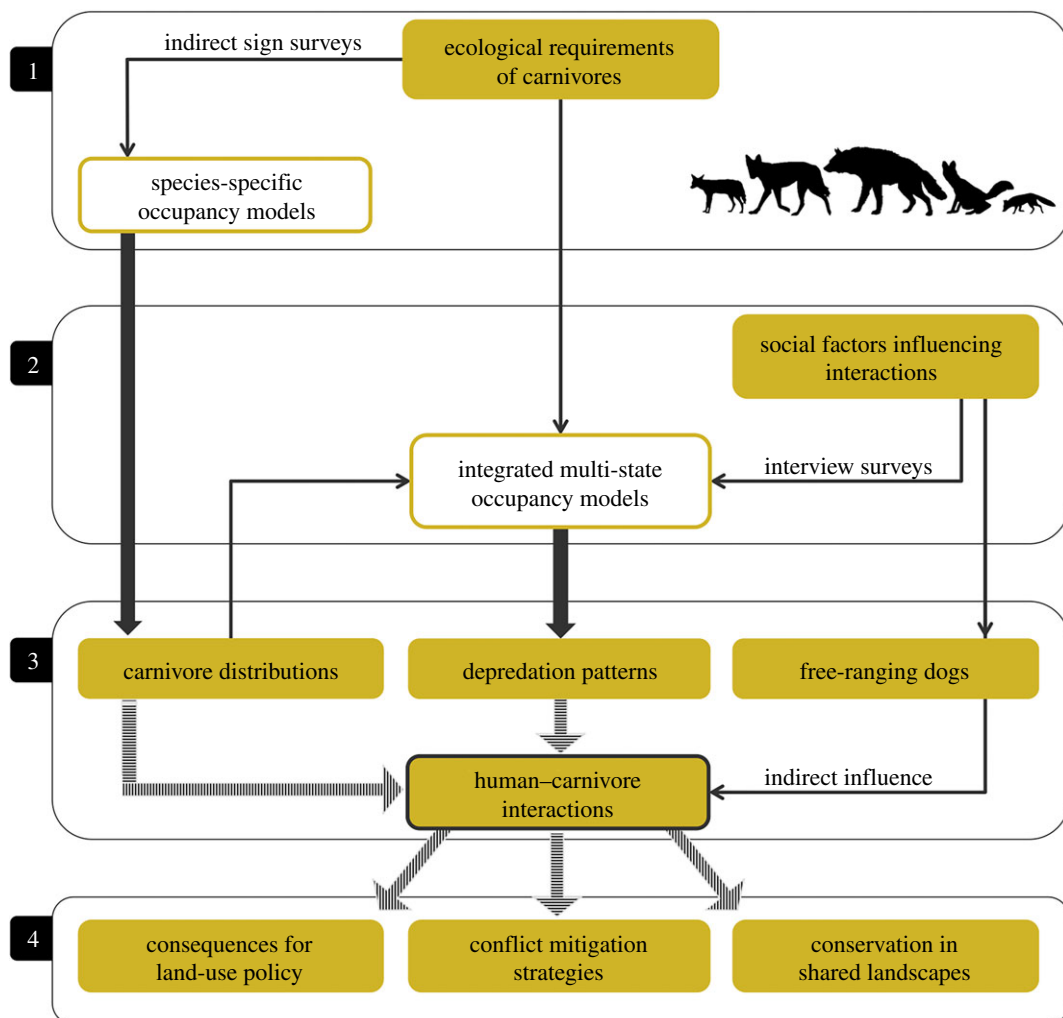 1
indirect sign surveys
ecological requirements
of carnivores
species-specific
occupancy models
2
social factors influencing
interactions
integrated multi-state
occupancy models
interview surveys
3
carnivore distributions
depredation patterns
free-ranging dogs
human–carnivore
interactions
indirect influence
4
consequences for
land-use policy
conflict mitigation
strategies
conservation in
shared landscapes